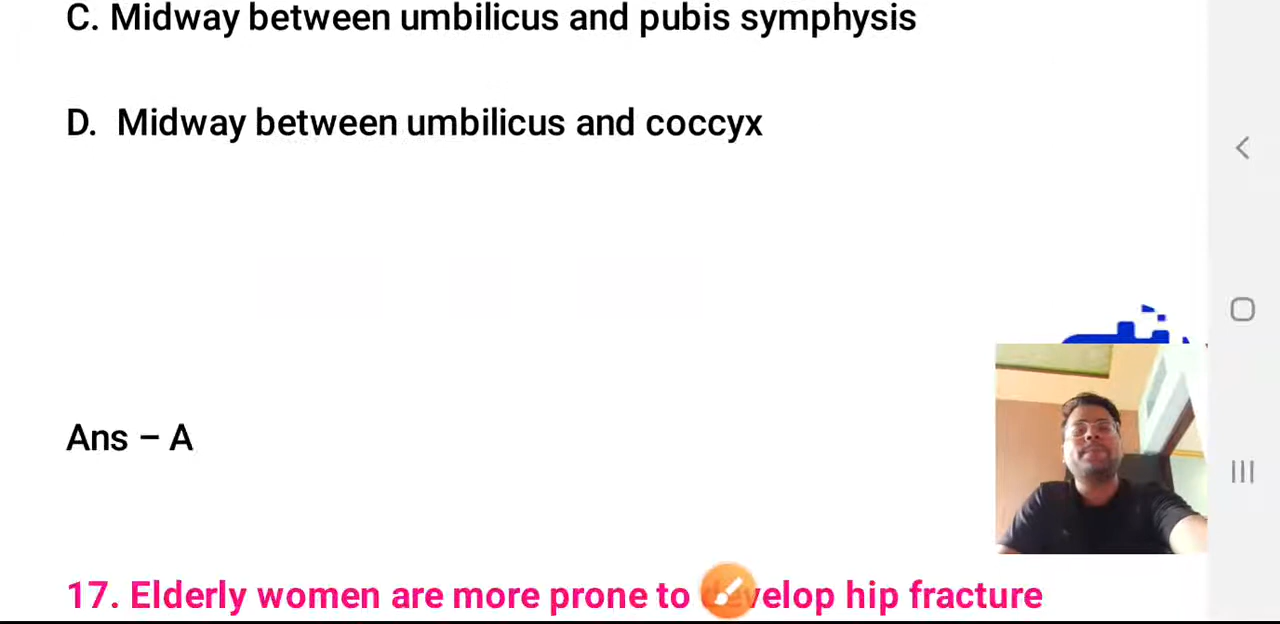 C. Midway between umbilicus and pubis symphysis
D. Midway between umbilicus and coccyx
Ans – A
17. Elderly women are more prone to velop hip fracture